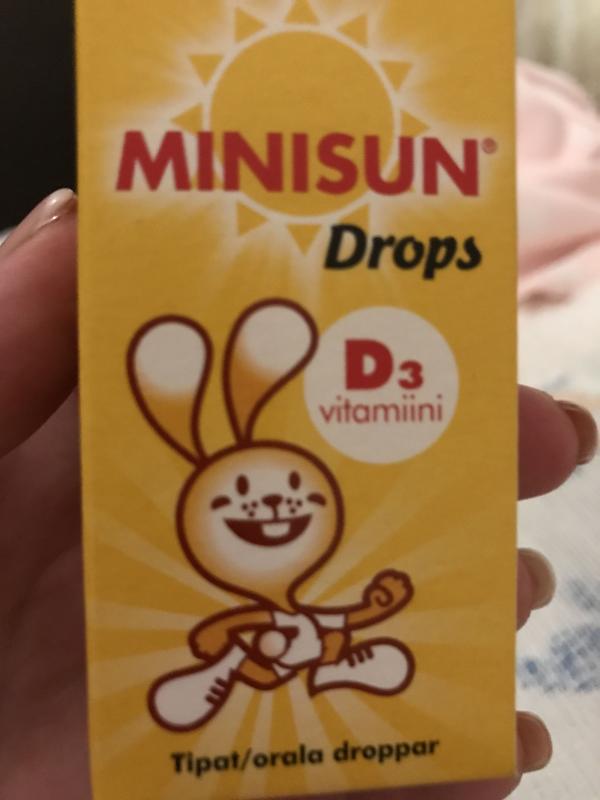 MINISUN®
Drops
D3
vitamiini
Tipat/orala droppar